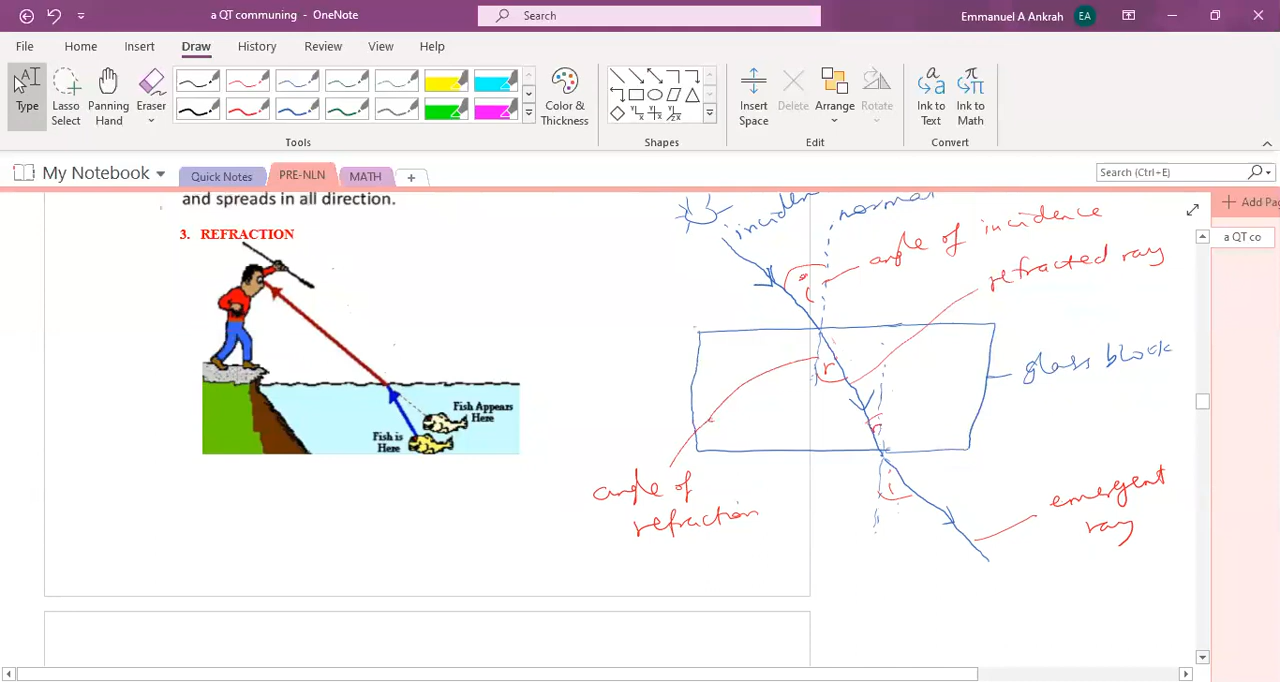 a QT communing - OneNote
Search
Emmanuel A Ankrah
EA
File
Home
Insert
Draw
History
Review
View
Help
Type
Lasso
Select
Panning
Hand
Eraser
Color &
Thickness
Insert
Space
Delete
Arrange
Rotate
Ink to
Text
Ink to
Math
Tools
Shapes
Edit
Convert
My Notebook
Quick Notes
PRE-NLN
MATH
Search (Ctrl+E)
and spreads in all direction.
Add Pag
a QT co
3. REFRACTION
Fish Appears
Here
Fish is
Here
normal
angle of incidence
refracted ray
i
r
glass block
r
i
angle of
refraction
emergent
ray